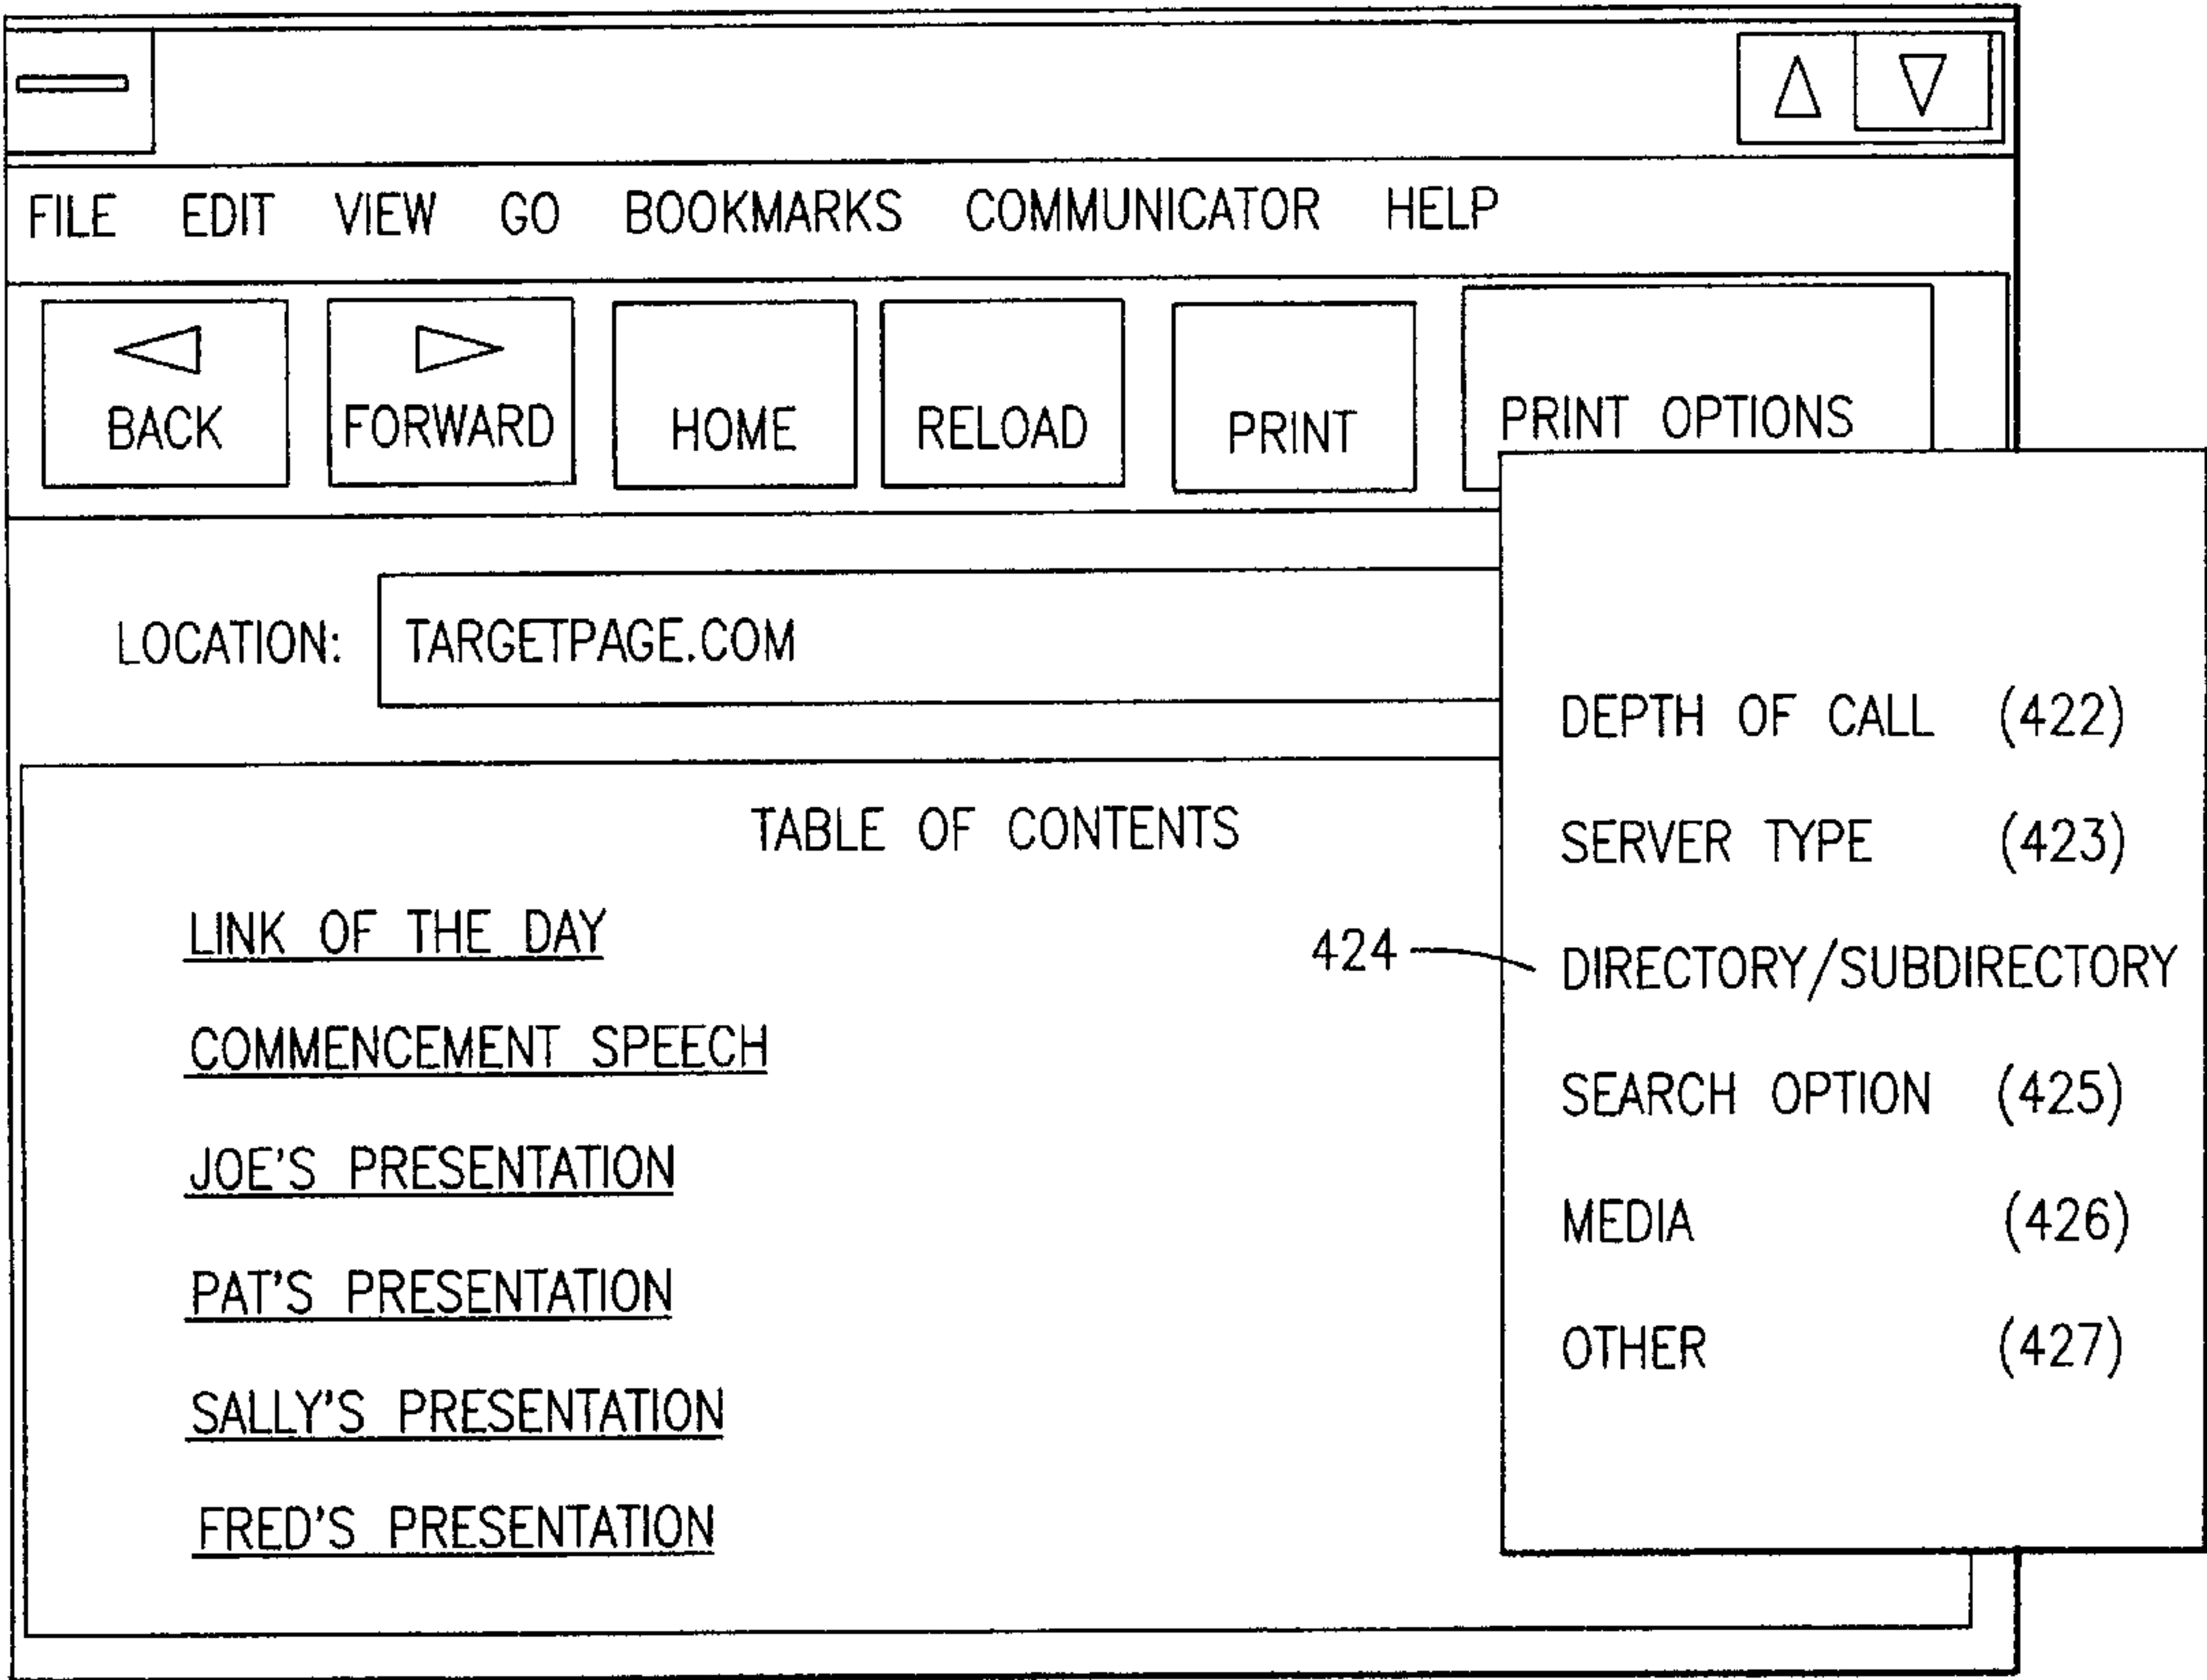 FILE EDIT VIEW GO BOOKMARKS COMMUNICATOR HELP
BACK FORWARD HOME RELOAD PRINT PRINT OPTIONS
LOCATION: TARGETPAGE.COM
TABLE OF CONTENTS
LINK OF THE DAY
COMMENCEMENT SPEECH
JOE'S PRESENTATION
PAT'S PRESENTATION
SALLY'S PRESENTATION
FRED'S PRESENTATION
DEPTH OF CALL (422)
SERVER TYPE (423)
424 DIRECTORY/SUBDIRECTORY
SEARCH OPTION (425)
MEDIA (426)
OTHER (427)